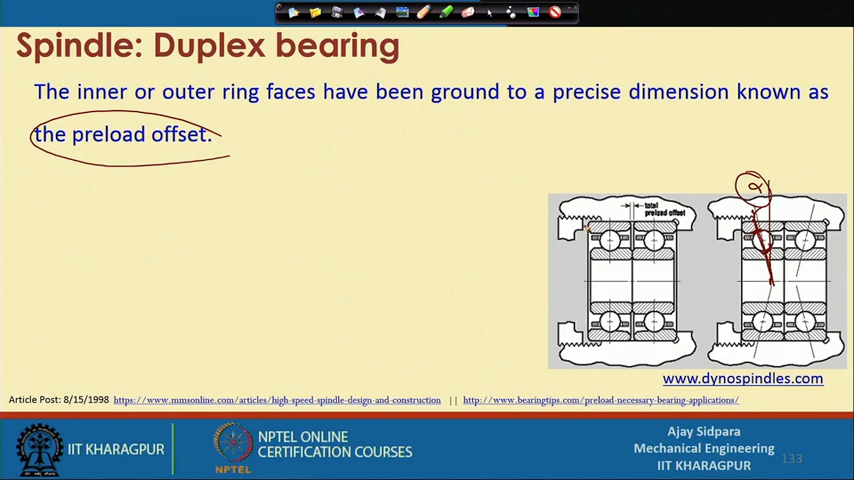 Spindle: Duplex bearing
The inner or outer ring faces have been ground to a precise dimension known as
the preload offset.
α
total
preload offset
www.dynospindles.com
Article Post: 8/15/1998 https://www.mmsonline.com/articles/high-speed-spindle-design-and-construction || http://www.bearingtips.com/preload-necessary-bearing-applications/
IIT KHARAGPUR
NPTEL
NPTEL ONLINE
CERTIFICATION COURSES
Ajay Sidpara
Mechanical Engineering
IIT KHARAGPUR
133